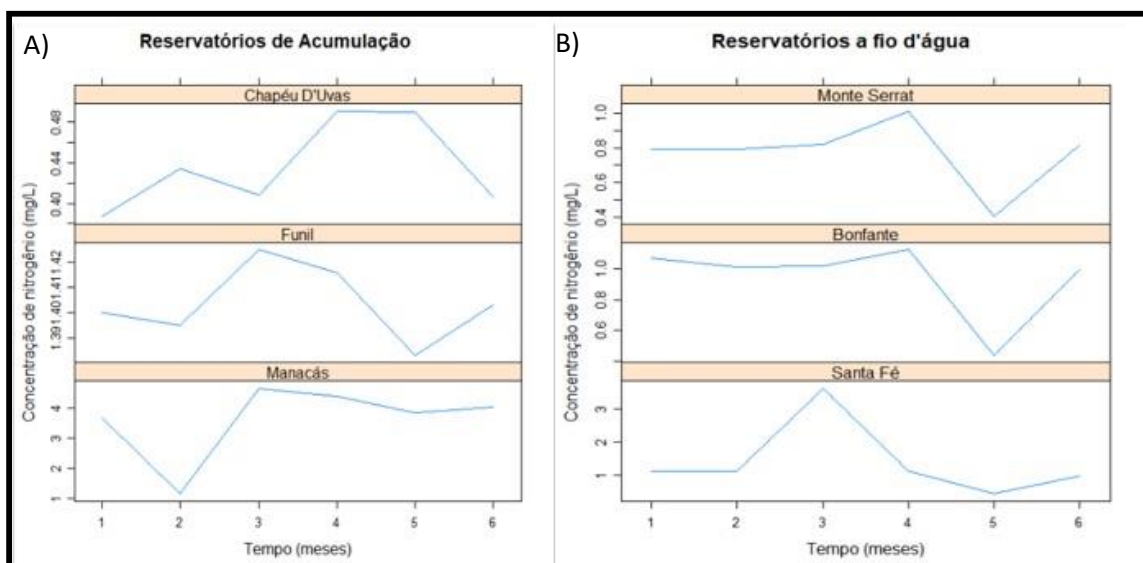 A)
Reservatórios de Acumulação
Chapéu D'Uvas
0.48
0.44
0.40
Funil
1.42
1.41
1.40
1.39
Manacás
4
3
2
1
Concentração de nitrogênio (mg/L)
1 2 3 4 5 6
Tempo (meses)
B)
Reservatórios a fio d'água
Monte Serrat
1.0
0.8
0.6
0.4
Bonfante
1.0
0.8
0.6
Santa Fé
3
2
1
Concentração de nitrogênio (mg/L)
1 2 3 4 5 6
Tempo (meses)